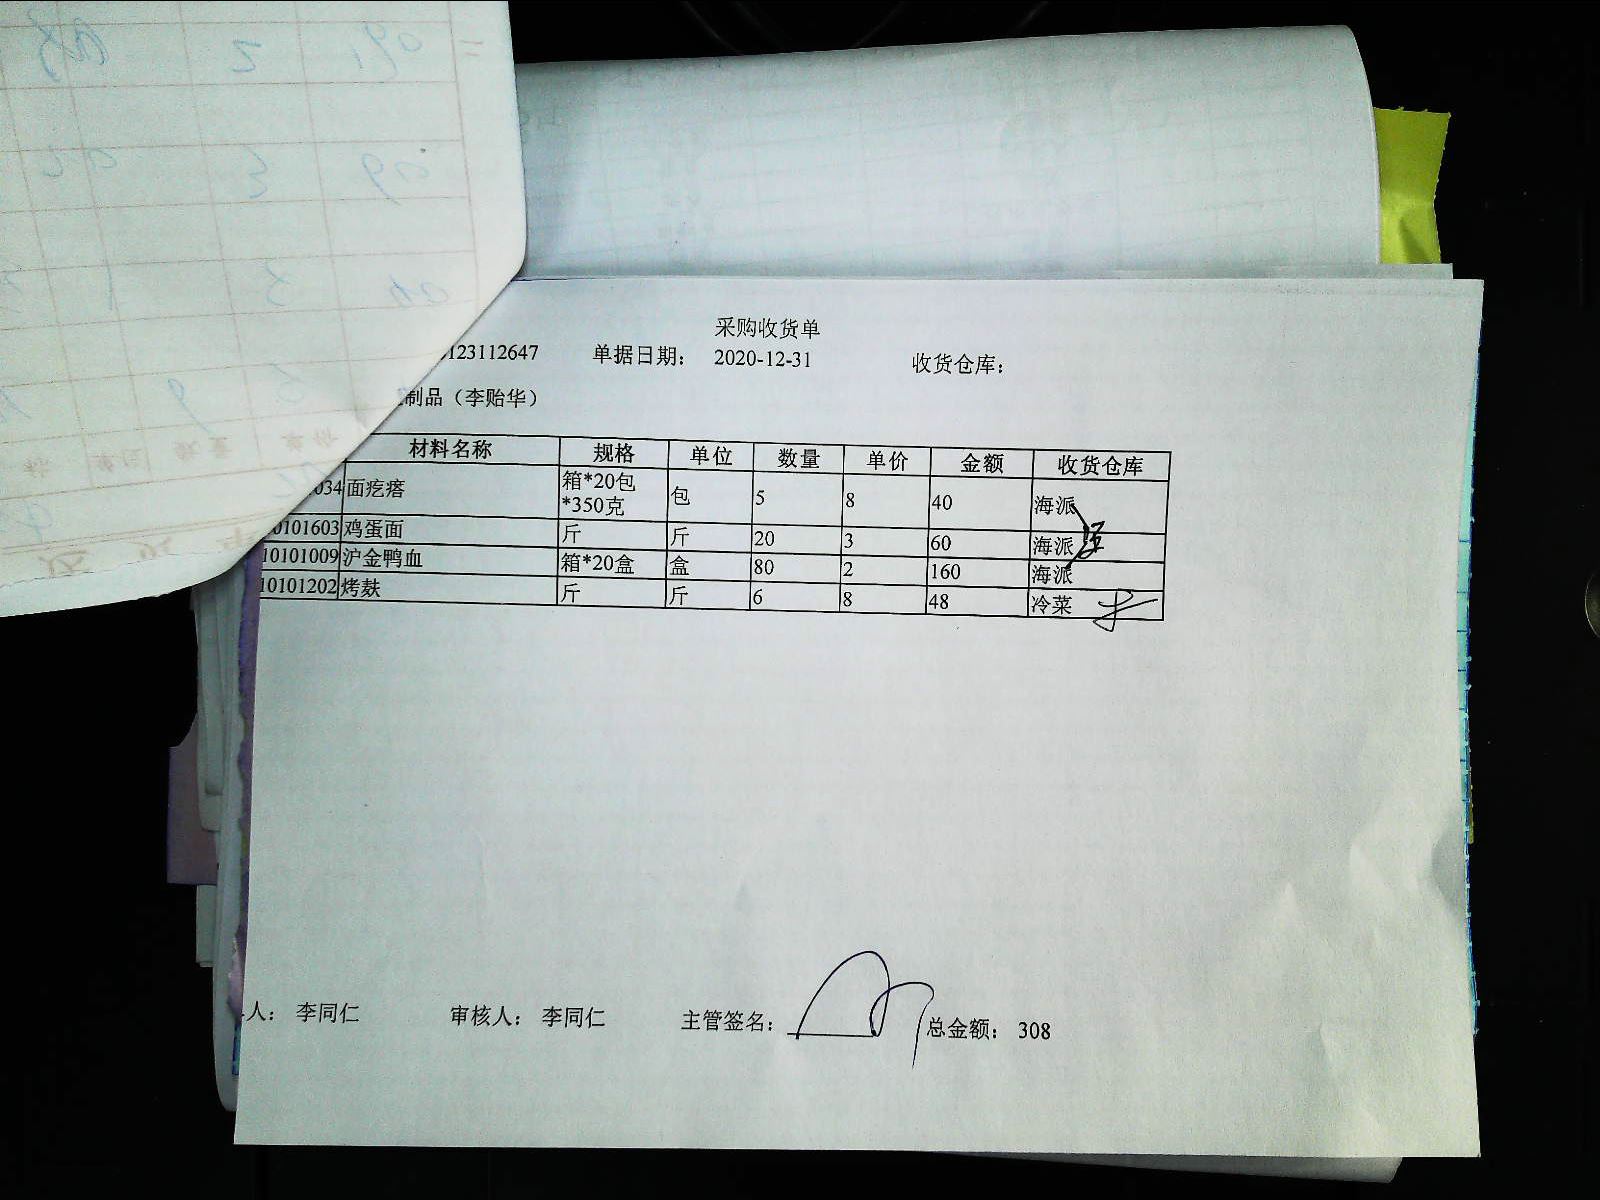 采购收货单
123112647 单据日期： 2020-12-31 收货仓库：
制品（李贻华）
材料名称 规格 单位 数量 单价 金额 收货仓库
034 面疙瘩 箱*20包*350克 包 5 8 40 海派
0101603 鸡蛋面 斤 斤 20 3 60 海派
10101009 沪金鸭血 箱*20盒 盒 80 2 160 海派
10101202 烤麸 斤 斤 6 8 48 冷菜
人： 李同仁 审核人： 李同仁 主管签名： 总金额： 308